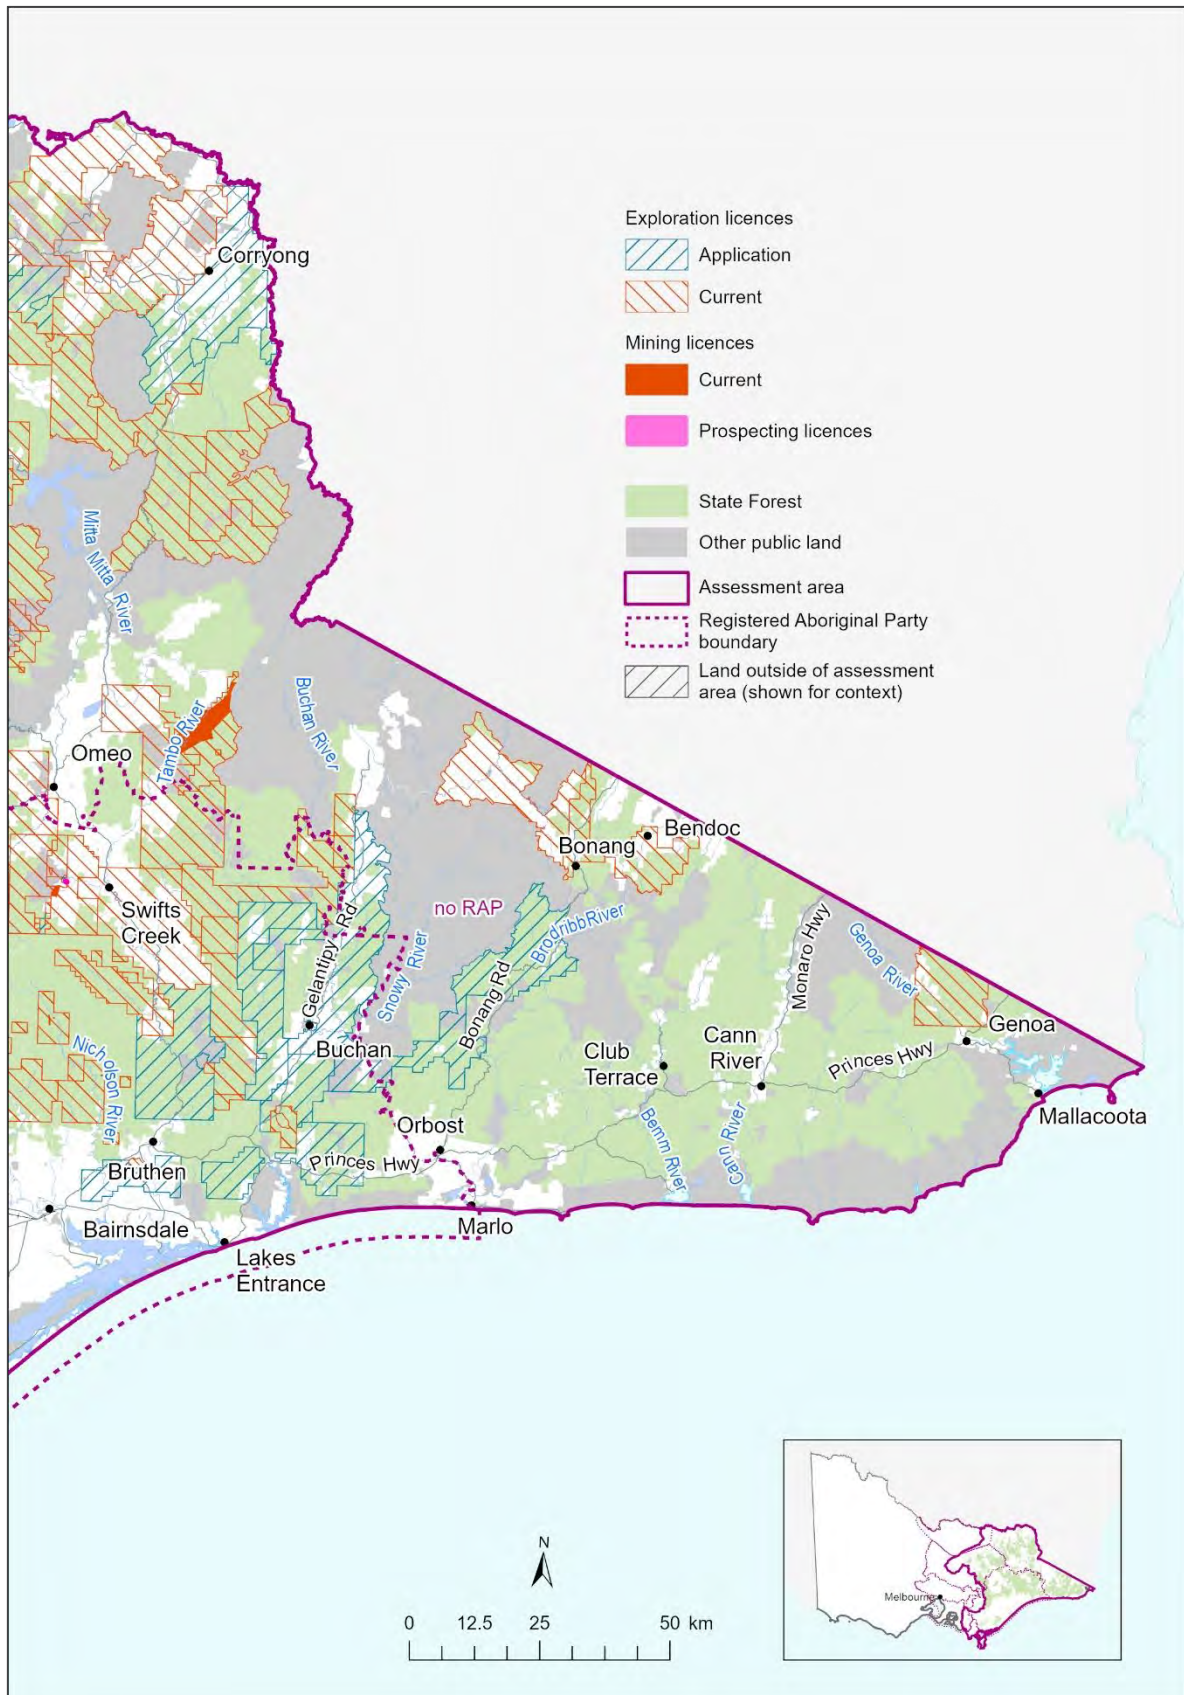 Exploration licences
Application
Current
Mining licences
Current
Prospecting licences
State Forest
Other public land
Assessment area
Registered Aboriginal Party
boundary
Land outside of assessment
area (shown for context)
Corryong
Mitta Mitta River
Buchan River
Tambo River
Omeo
Bendoc
Bonang
Swifts
Creek
no RAP
Gelantipy Rd
Snowy River
Bonang Rd
Brodribb River
Monaro Hwy
Genoa River
Genoa
Buchan
Nicholson River
Club
Terrace
Cann
River
Princes Hwy
Mallacoota
Orbost
Bemm River
Cann River
Bruthen
Princes Hwy
Bairnsdale
Marlo
Lakes
Entrance
N
0 12.5 25 50 km
Melbourne